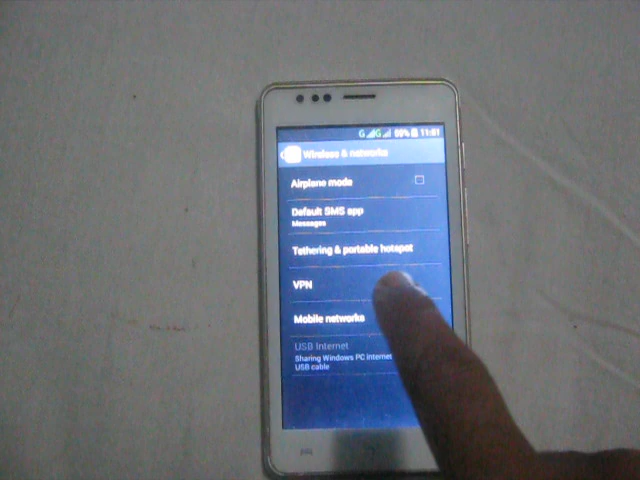 G G 99% 11:51
Wireless & networks
Airplane mode
Default SMS app
Messages
Tethering & portable hotspot
VPN
Mobile networks
USB Internet
Sharing Windows PC Internet
USB cable